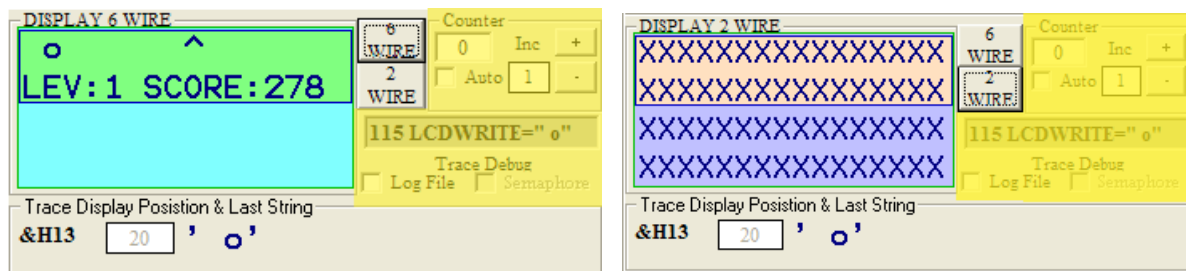 DISPLAY 6 WIRE
o ^
LEV:1 SCORE:278
6
WIRE
2
WIRE
Counter
0 Inc +
Auto 1 -
115 LCDWRITE=" o"
Trace Debug
Log File Semaphore
Trace Display Posistion & Last String
&H13 20 ' o'
DISPLAY 2 WIRE
XXXXXXXXXXXXXXXX
XXXXXXXXXXXXXXXX
XXXXXXXXXXXXXXXX
XXXXXXXXXXXXXXXX
6
WIRE
2
WIRE
Counter
0 Inc +
Auto 1 -
115 LCDWRITE=" o"
Trace Debug
Log File Semaphore
Trace Display Posistion & Last String
&H13 20 ' o'